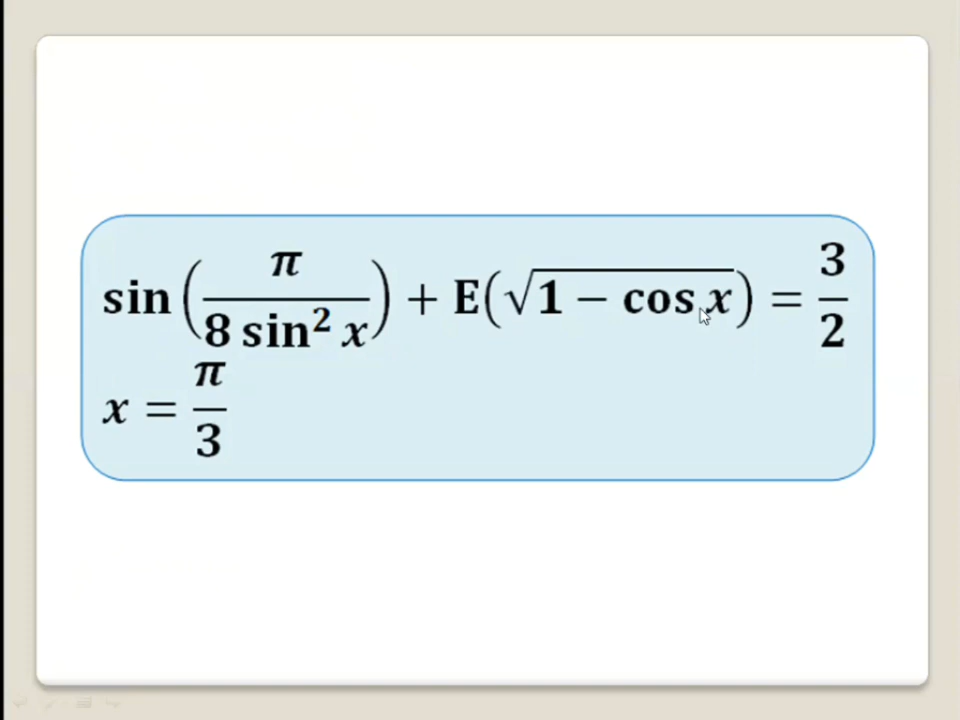 sin(π/(8 sin² x)) + E(√(1 − cos x)) = 3/2
x = π/3